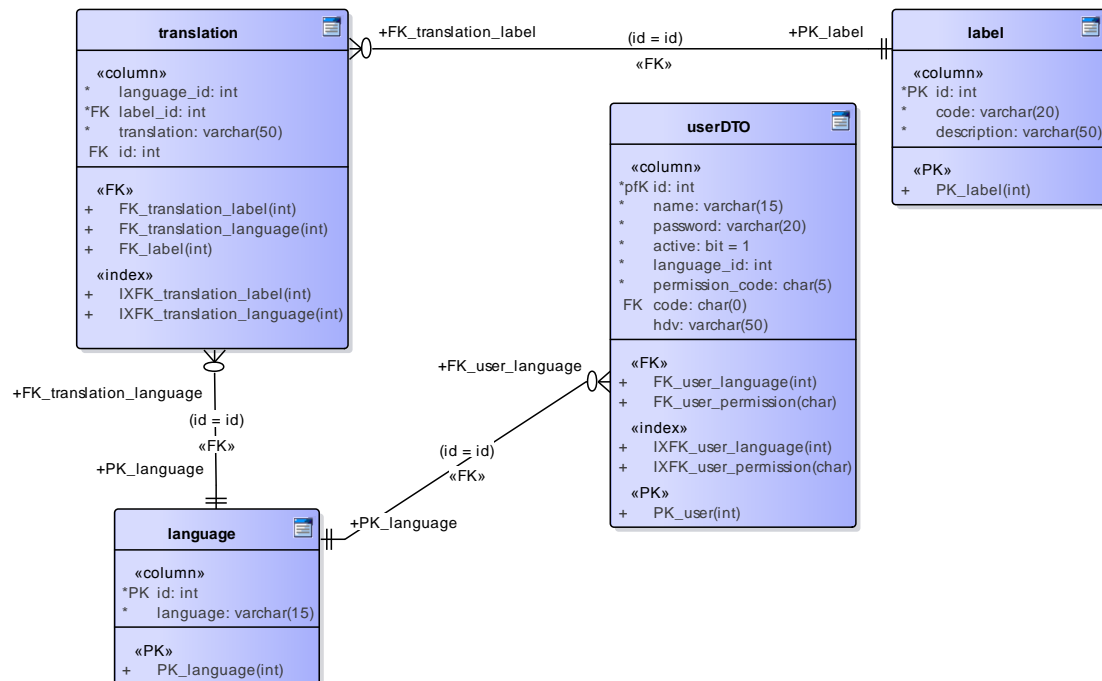 translation
«column»
* language_id: int
*FK label_id: int
* translation: varchar(50)
FK id: int
«FK»
+ FK_translation_label(int)
+ FK_translation_language(int)
+ FK_label(int)
«index»
+ IXFK_translation_label(int)
+ IXFK_translation_language(int)
+FK_translation_label
(id = id)
«FK»
+PK_label
label
«column»
*PK id: int
* code: varchar(20)
* description: varchar(50)
«PK»
+ PK_label(int)
userDTO
«column»
*pfK id: int
* name: varchar(15)
* password: varchar(20)
* active: bit = 1
* language_id: int
* permission_code: char(5)
FK code: char(0)
hdv: varchar(50)
«FK»
+ FK_user_language(int)
+ FK_user_permission(char)
«index»
+ IXFK_user_language(int)
+ IXFK_user_permission(char)
«PK»
+ PK_user(int)
+FK_translation_language
(id = id)
«FK»
+PK_language
+FK_user_language
(id = id)
«FK»
+PK_language
language
«column»
*PK id: int
* language: varchar(15)
«PK»
+ PK_language(int)